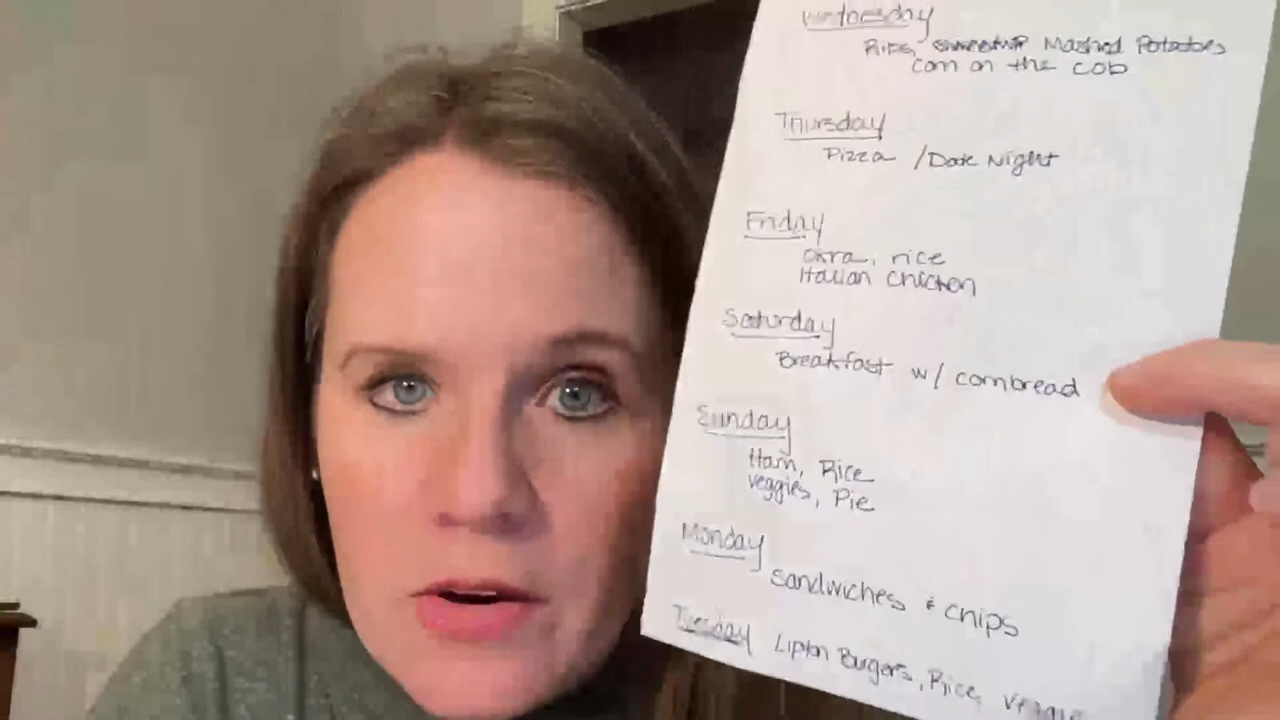 Wednesday
Ribs, Mashed Potatoes
corn on the cob
Thursday
Pizza / Date Night
Friday
Okra, rice
Italian Chicken
Saturday
Breakfast w/ cornbread
Sunday
Ham, Rice
veggies, Pie
Monday
Sandwiches & chips
Tuesday Lipton Burgers, Rice, veggie